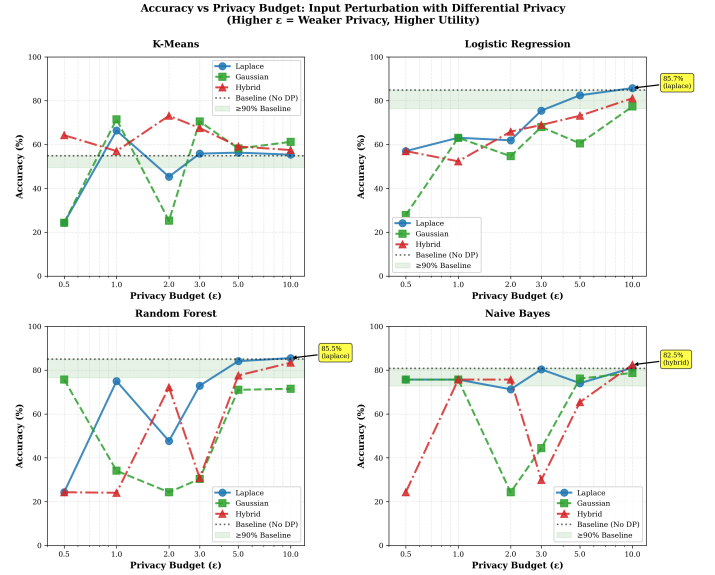 Accuracy vs Privacy Budget: Input Perturbation with Differential Privacy
(Higher ε = Weaker Privacy, Higher Utility)
K-Means
100
80
60
40
20
0
Accuracy (%)
0.5
1.0
2.0
3.0
5.0
10.0
Privacy Budget (ε)
Laplace
Gaussian
Hybrid
Baseline (No DP)
≥90% Baseline
Logistic Regression
100
80
60
40
20
0
Accuracy (%)
0.5
1.0
2.0
3.0
5.0
10.0
Privacy Budget (ε)
Laplace
Gaussian
Hybrid
Baseline (No DP)
≥90% Baseline
85.7%
(laplace)
Random Forest
100
80
60
40
20
0
Accuracy (%)
0.5
1.0
2.0
3.0
5.0
10.0
Privacy Budget (ε)
Laplace
Gaussian
Hybrid
Baseline (No DP)
≥90% Baseline
85.5%
(laplace)
Naive Bayes
100
80
60
40
20
0
Accuracy (%)
0.5
1.0
2.0
3.0
5.0
10.0
Privacy Budget (ε)
Laplace
Gaussian
Hybrid
Baseline (No DP)
≥90% Baseline
82.5%
(hybrid)